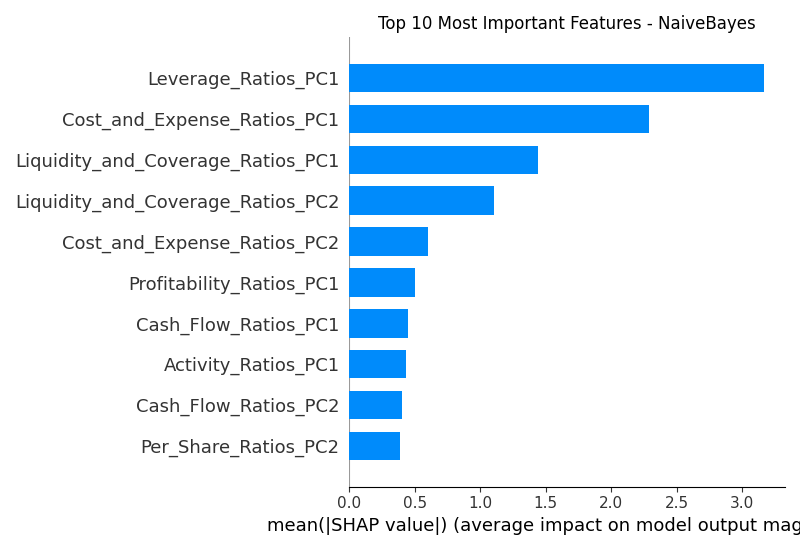 Top 10 Most Important Features - NaiveBayes
Leverage_Ratios_PC1
Cost_and_Expense_Ratios_PC1
Liquidity_and_Coverage_Ratios_PC1
Liquidity_and_Coverage_Ratios_PC2
Cost_and_Expense_Ratios_PC2
Profitability_Ratios_PC1
Cash_Flow_Ratios_PC1
Activity_Ratios_PC1
Cash_Flow_Ratios_PC2
Per_Share_Ratios_PC2
0.0 0.5 1.0 1.5 2.0 2.5 3.0
mean(|SHAP value|) (average impact on model output mag